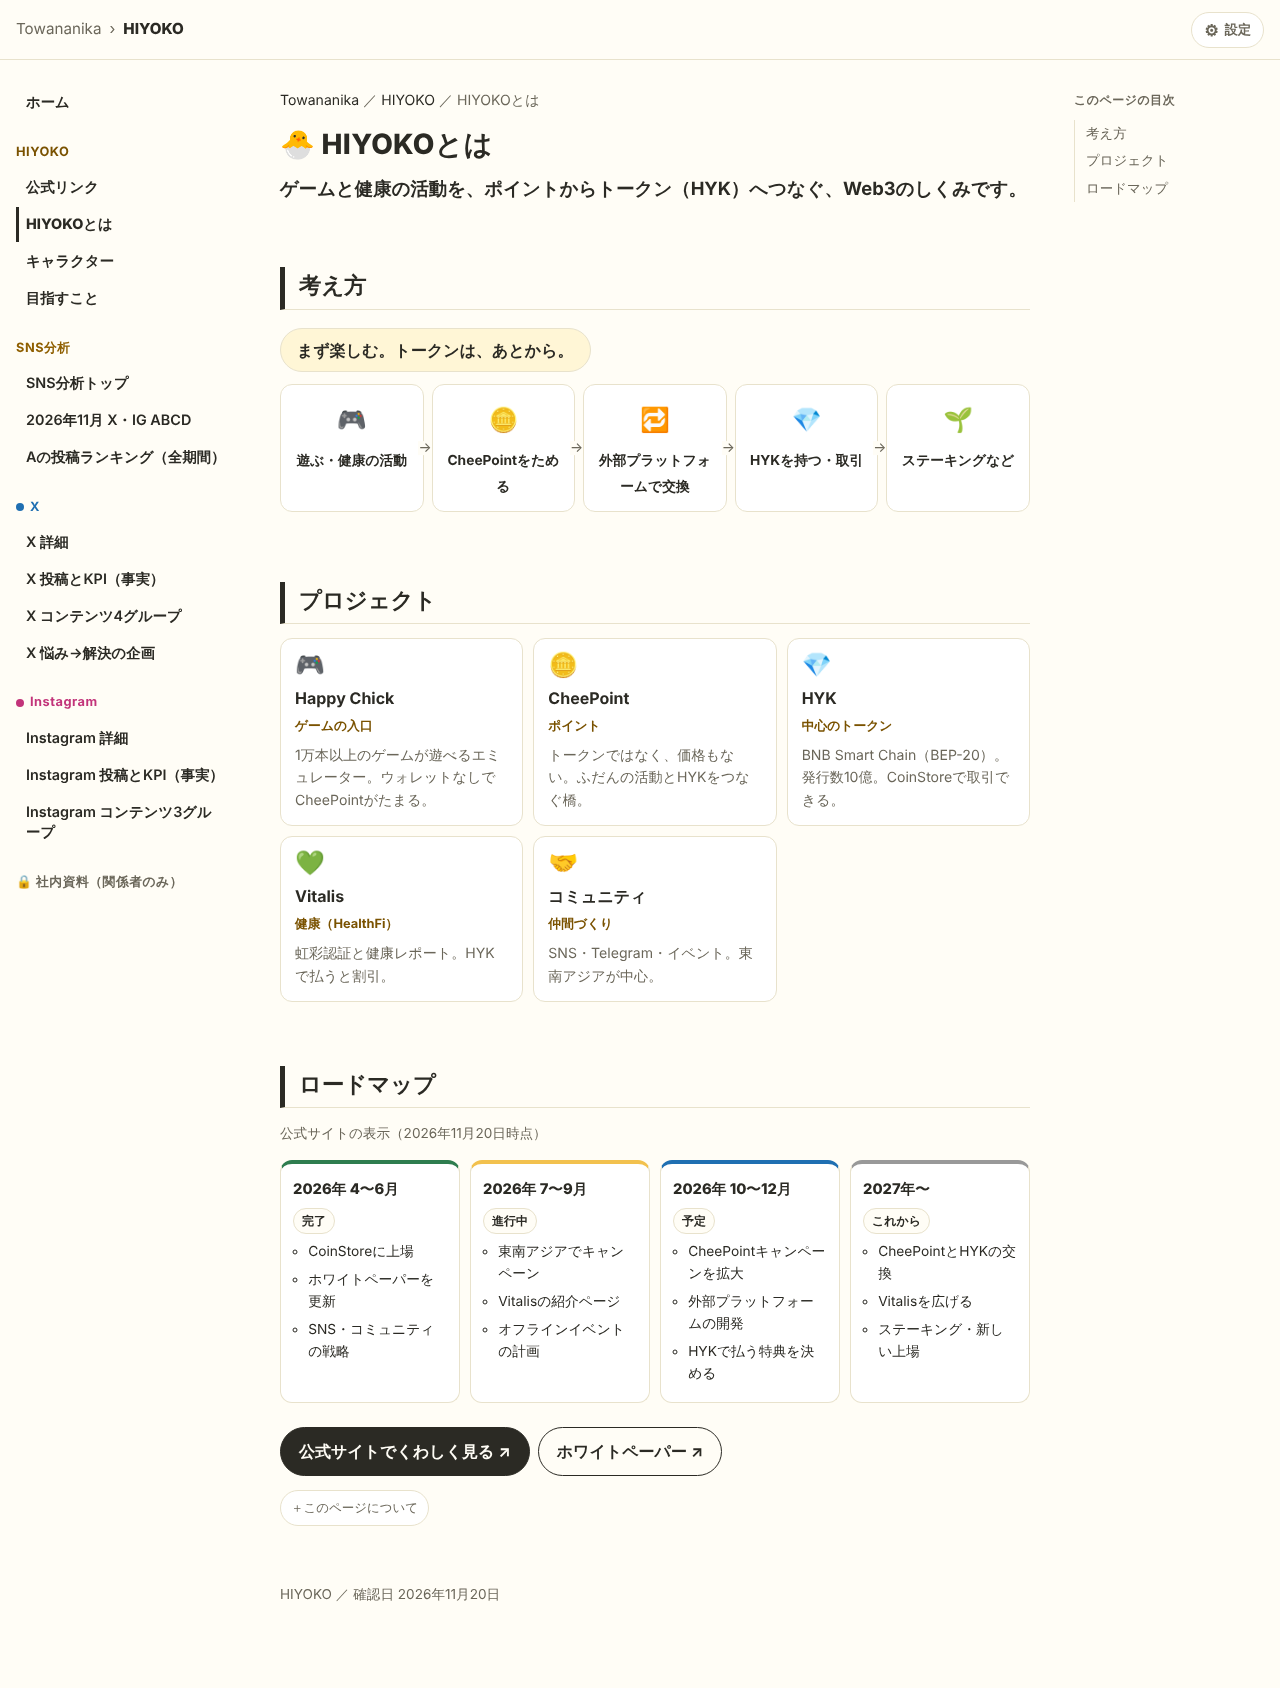 Towananika › HIYOKO
⚙ 設定
ホーム
HIYOKO
公式リンク
HIYOKOとは
キャラクター
目指すこと
SNS分析
SNS分析トップ
2026年11月 X・IG ABCD
Aの投稿ランキング（全期間）
X
X 詳細
X 投稿とKPI（事実）
X コンテンツ4グループ
X 悩み→解決の企画
Instagram
Instagram 詳細
Instagram 投稿とKPI（事実）
Instagram コンテンツ3グル
ープ
🔒 社内資料（関係者のみ）
Towananika ／ HIYOKO ／ HIYOKOとは
🐣 HIYOKOとは
ゲームと健康の活動を、ポイントからトークン（HYK）へつなぐ、Web3のしくみです。
考え方
まず楽しむ。トークンは、あとから。
🎮
遊ぶ・健康の活動
→
🪙
CheePointをため
る
→
🔁
外部プラットフォ
ームで交換
→
💎
HYKを持つ・取引
→
🌱
ステーキングなど
プロジェクト
🎮
Happy Chick
ゲームの入口
1万本以上のゲームが遊べるエミ
ュレーター。ウォレットなしで
CheePointがたまる。
🪙
CheePoint
ポイント
トークンではなく、価格もな
い。ふだんの活動とHYKをつな
ぐ橋。
💎
HYK
中心のトークン
BNB Smart Chain（BEP-20）。
発行数10億。CoinStoreで取引で
きる。
💚
Vitalis
健康（HealthFi）
虹彩認証と健康レポート。HYK
で払うと割引。
🤝
コミュニティ
仲間づくり
SNS・Telegram・イベント。東
南アジアが中心。
ロードマップ
公式サイトの表示（2026年11月20日時点）
2026年 4〜6月
完了
CoinStoreに上場
ホワイトペーパーを
更新
SNS・コミュニティ
の戦略
2026年 7〜9月
進行中
東南アジアでキャン
ペーン
Vitalisの紹介ページ
オフラインイベント
の計画
2026年 10〜12月
予定
CheePointキャンペー
ンを拡大
外部プラットフォー
ムの開発
HYKで払う特典を決
める
2027年〜
これから
CheePointとHYKの交
換
Vitalisを広げる
ステーキング・新し
い上場
公式サイトでくわしく見る ↗
ホワイトペーパー ↗
＋このページについて
HIYOKO ／ 確認日 2026年11月20日
このページの目次
考え方
プロジェクト
ロードマップ